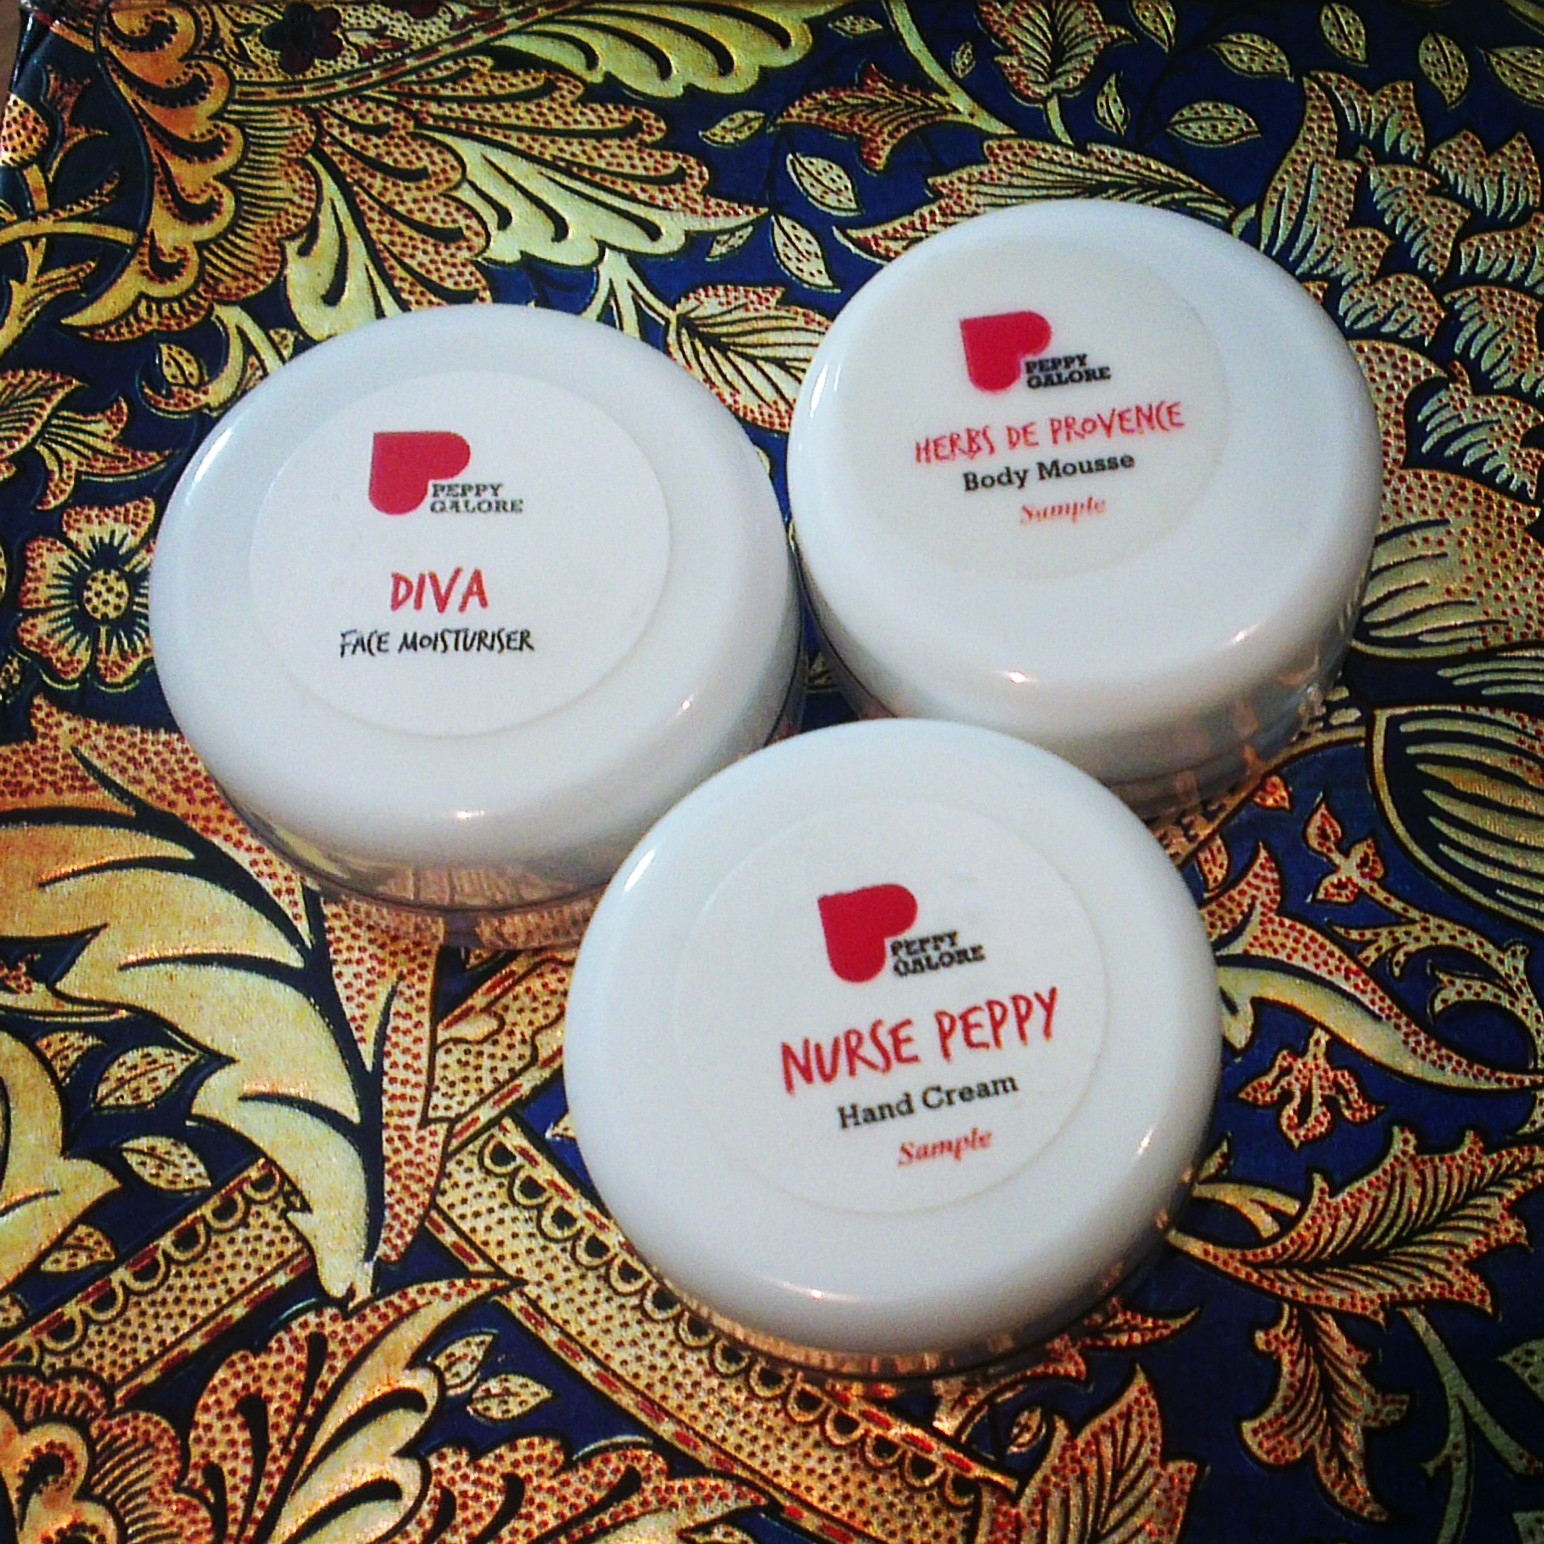 PEPPY
GALORE
DIVA
FACE MOISTURISER
PEPPY
GALORE
HERBS DE PROVENCE
Body Mousse
Sample
PEPPY
GALORE
NURSE PEPPY
Hand Cream
Sample